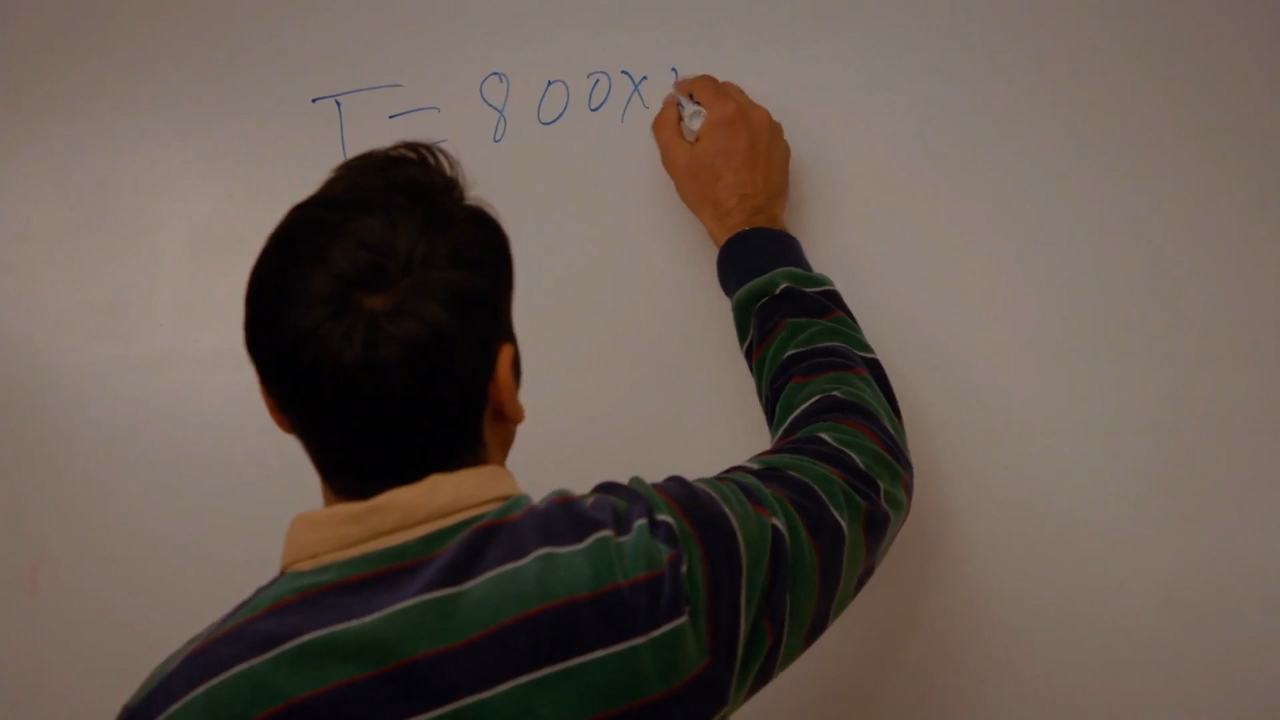 T = 800x